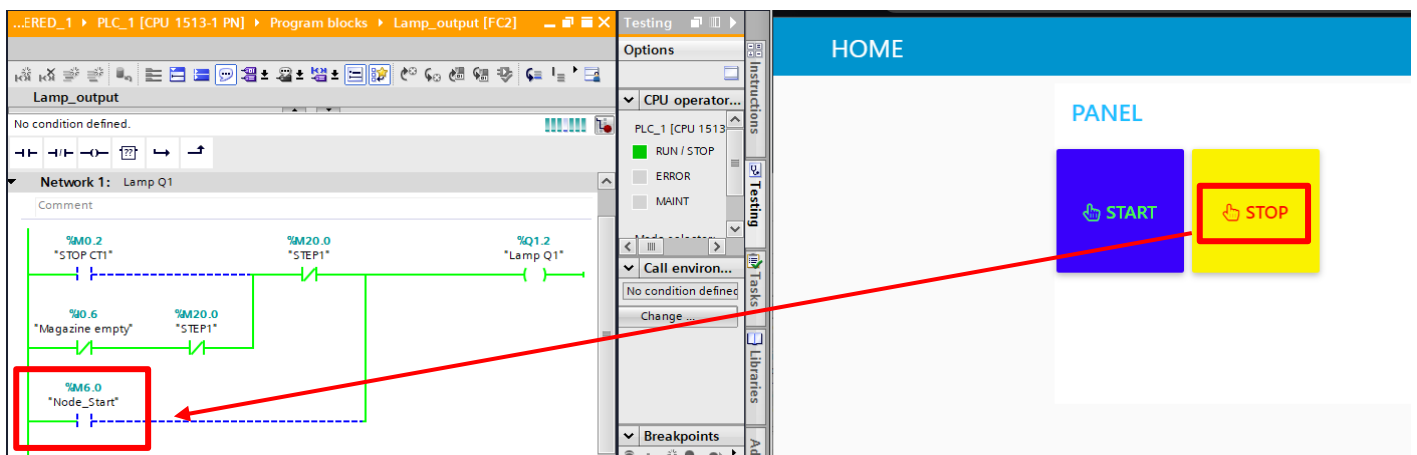 ...ERED_1 ▸ PLC_1 [CPU 1513-1 PN] ▸ Program blocks ▸ Lamp_output [FC2]
Lamp_output
No condition defined.
??
Network 1: Lamp Q1
Comment
%M0.2
"STOP CT1"
%M20.0
"STEP1"
%Q1.2
"Lamp Q1"
%I0.6
"Magazine empty"
%M20.0
"STEP1"
%M6.0
"Node_Start"
Testing
Options
CPU operator...
PLC_1 [CPU 1513
RUN / STOP
ERROR
MAINT
Call environ...
No condition defined
Change ...
Breakpoints
Instructions
Testing
Tasks
Libraries
Ad
HOME
PANEL
START
STOP